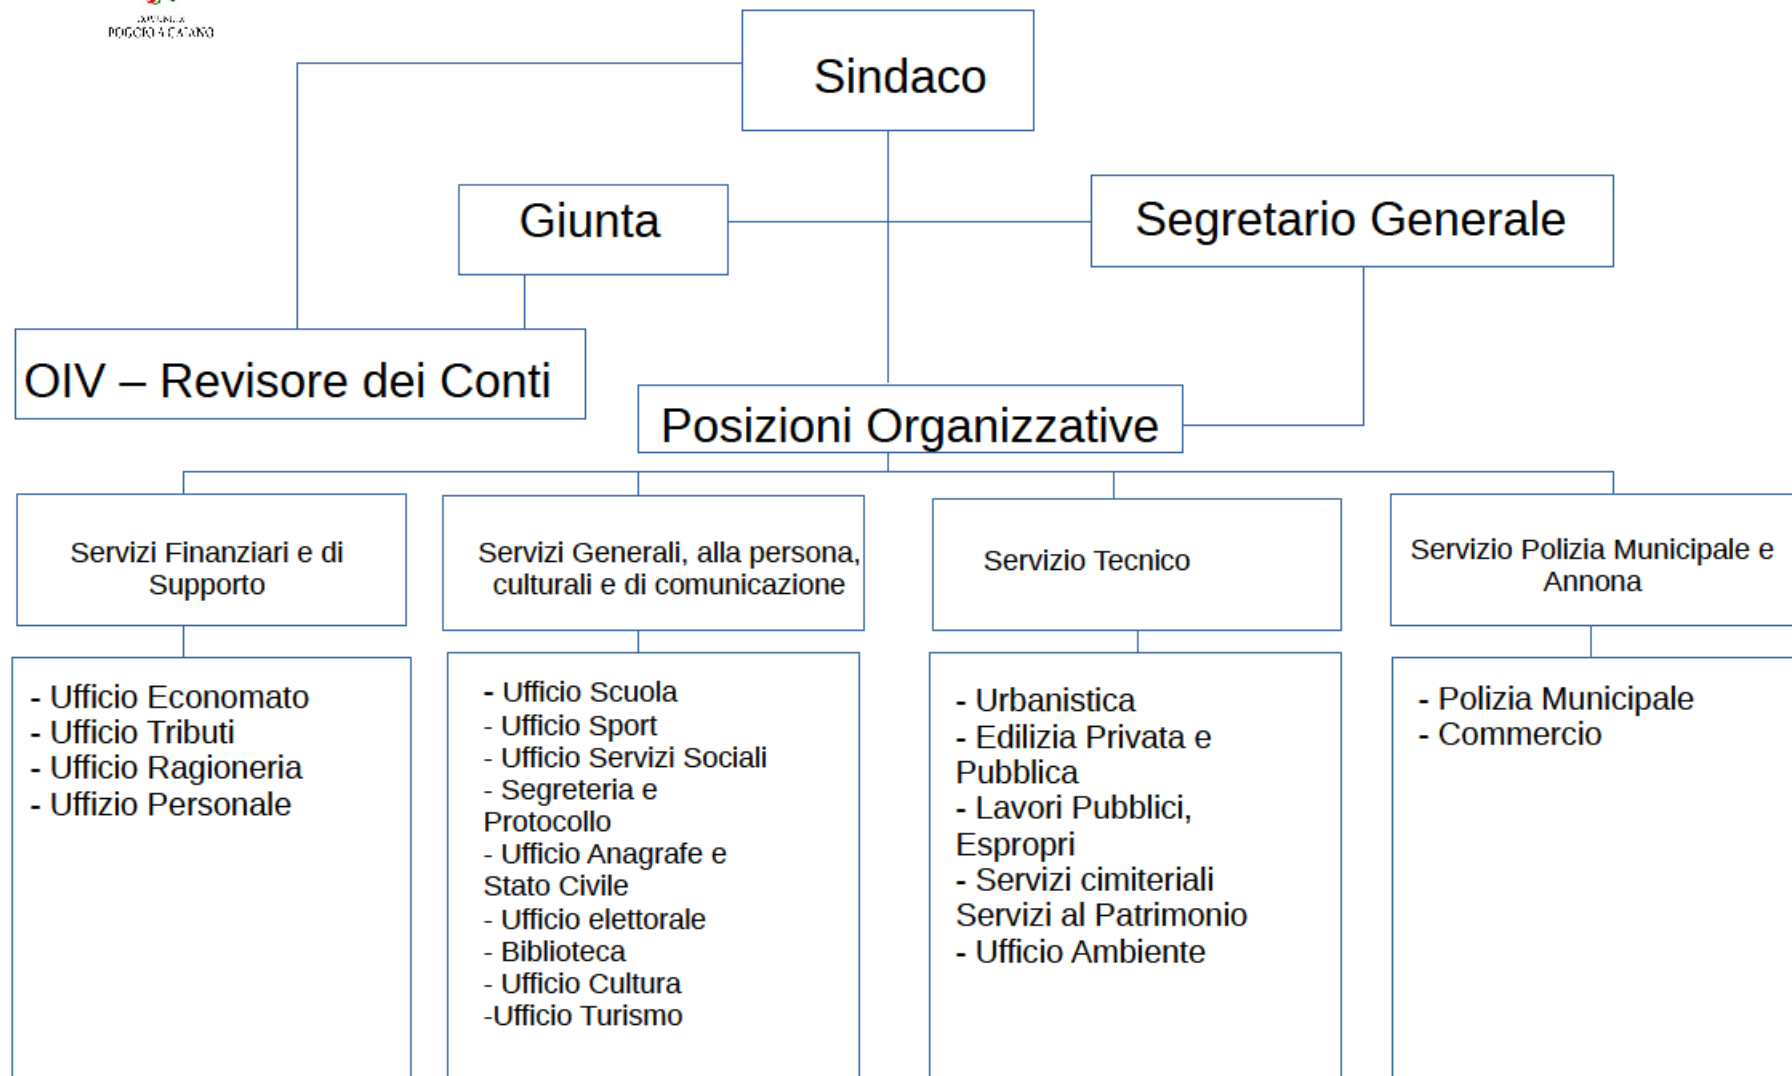 POGGIO A CAIANO
Sindaco
Giunta
Segretario Generale
OIV – Revisore dei Conti
Posizioni Organizzative
Servizi Finanziari e di
Supporto
Servizi Generali, alla persona,
culturali e di comunicazione
Servizio Tecnico
Servizio Polizia Municipale e
Annona
- Ufficio Economato
- Ufficio Tributi
- Ufficio Ragioneria
- Uffizio Personale
- Ufficio Scuola
- Ufficio Sport
- Ufficio Servizi Sociali
- Segreteria e
Protocollo
- Ufficio Anagrafe e
Stato Civile
- Ufficio elettorale
- Biblioteca
- Ufficio Cultura
-Ufficio Turismo
- Urbanistica
- Edilizia Privata e
Pubblica
- Lavori Pubblici,
Espropri
- Servizi cimiteriali
Servizi al Patrimonio
- Ufficio Ambiente
- Polizia Municipale
- Commercio